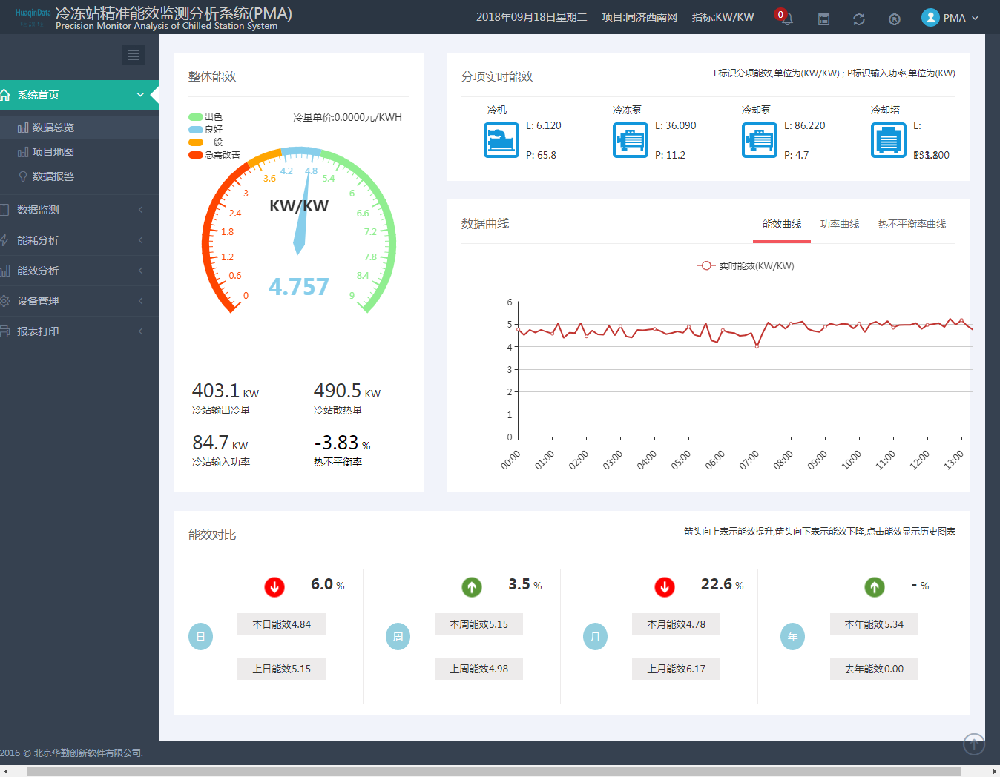 HuaqinData
冷冻站精准能效监测分析系统(PMA)
Precision Monitor Analysis of Chilled Station System
2018年09月18日星期二 项目:同济西南网 指标:KW/KW
0
PMA
系统首页
数据总览
项目地图
数据报警
数据监测
能耗分析
能效分析
设备管理
报表打印
整体能效
出色
良好
一般
急需改善
冷量单价:0.0000元/KWH
0
0.6
1.2
1.8
2.4
3
3.6
4.2
4.8
5.4
6
6.6
7.2
7.8
8.4
9
KW/KW
4.757
403.1 KW
冷站输出冷量
490.5 KW
冷站散热量
84.7 KW
冷站输入功率
-3.83 %
热不平衡率
分项实时能效
E标识分项能效,单位为(KW/KW) ; P标识输入功率,单位为(KW)
冷机
E: 6.120
P: 65.8
冷冻泵
E: 36.090
P: 11.2
冷却泵
E: 86.220
P: 4.7
冷却塔
E:
数据曲线
能效曲线 功率曲线 热不平衡率曲线
实时能效(KW/KW)
6
5
4
3
2
1
0
00:00 01:00 02:00 03:00 04:00 05:00 06:00 07:00 08:00 09:00 10:00 11:00 12:00 13:00
能效对比
箭头向上表示能效提升,箭头向下表示能效下降,点击能效显示历史图表
日
6.0 %
本日能效4.84
上日能效5.15
周
3.5 %
本周能效5.15
上周能效4.98
月
22.6 %
本月能效4.78
上月能效6.17
年
- %
本年能效5.34
去年能效0.00
2016 © 北京华勤创新软件有限公司.